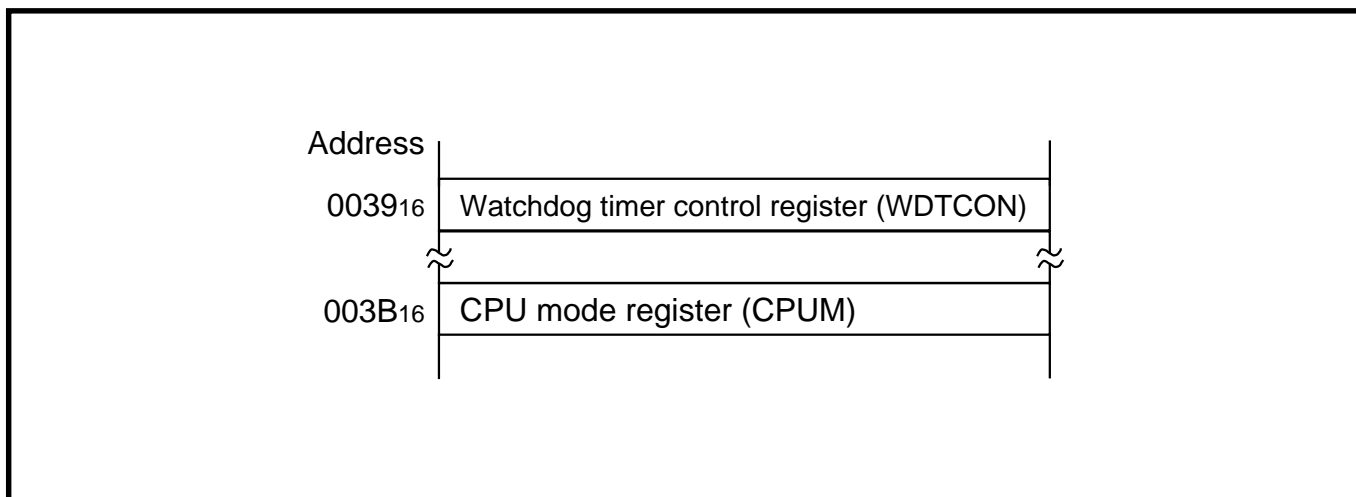 Address
0039₁₆ Watchdog timer control register (WDTCON)
003B₁₆ CPU mode register (CPUM)